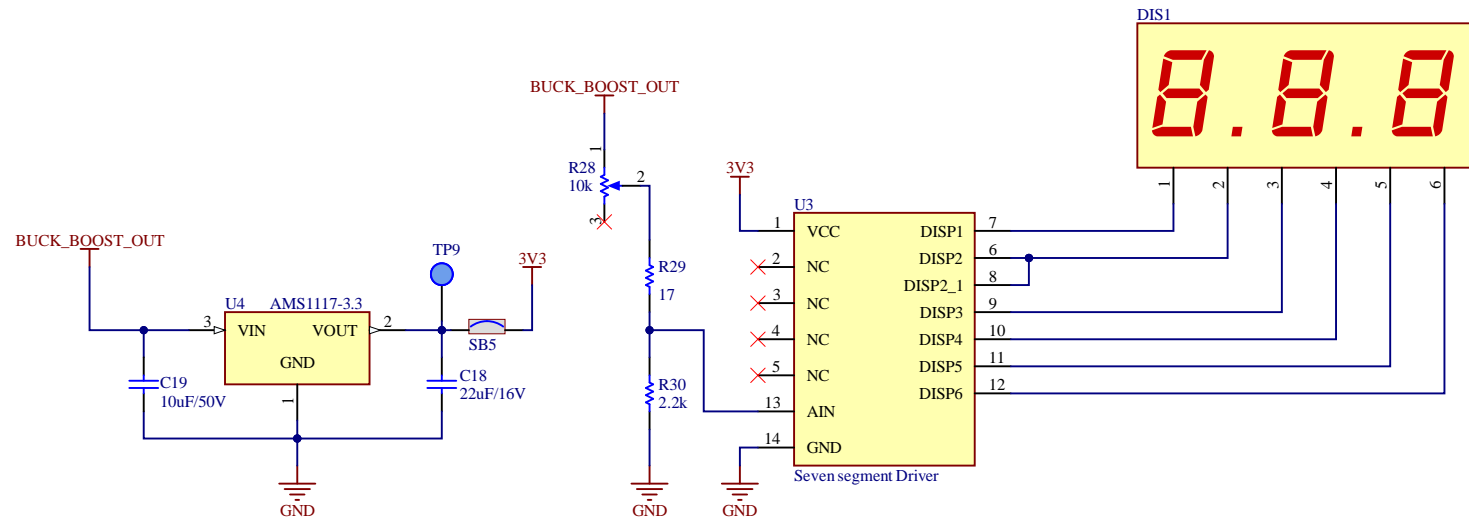 DIS1
8.8.8
1
2
3
4
5
6
BUCK_BOOST_OUT
1
R28
10k
2
3
3V3
U3
1
VCC
DISP1
7
DISP2
6
2
NC
DISP2_1
8
3
NC
DISP3
9
4
NC
DISP4
10
5
NC
DISP5
11
DISP6
12
13
AIN
14
GND
Seven segment Driver
GND
R29
17
R30
2.2k
GND
BUCK_BOOST_OUT
TP9
3V3
U4
AMS1117-3.3
3
VIN
VOUT
2
GND
1
SB5
C19
10uF/50V
C18
22uF/16V
GND